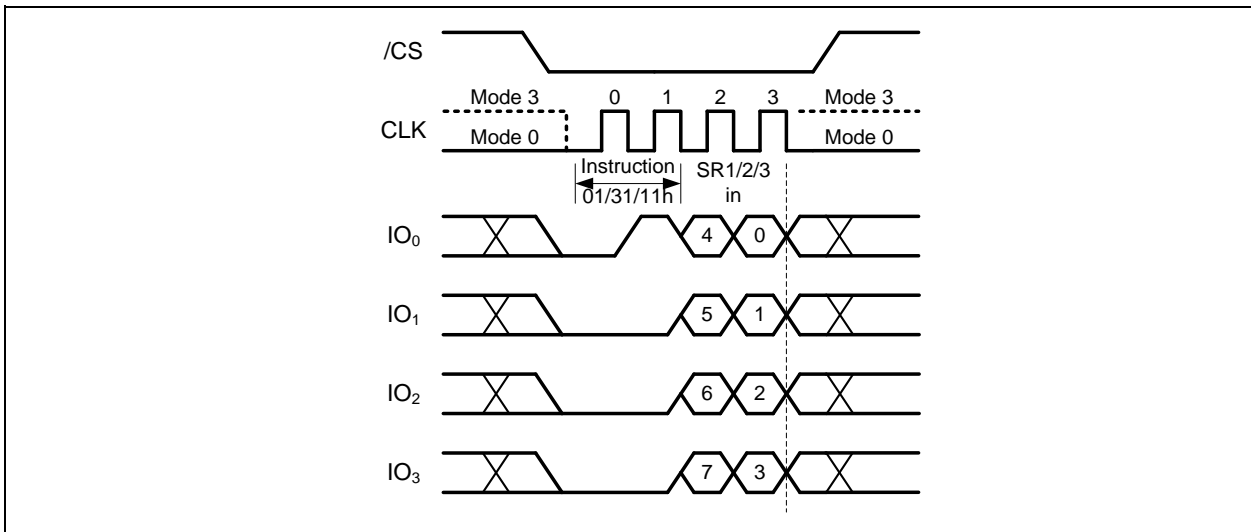 /CS
Mode 3 0 1 2 3 Mode 3
CLK
Mode 0 Mode 0
Instruction SR1/2/3
01/31/11h in
IO₀ 4 0
IO₁ 5 1
IO₂ 6 2
IO₃ 7 3